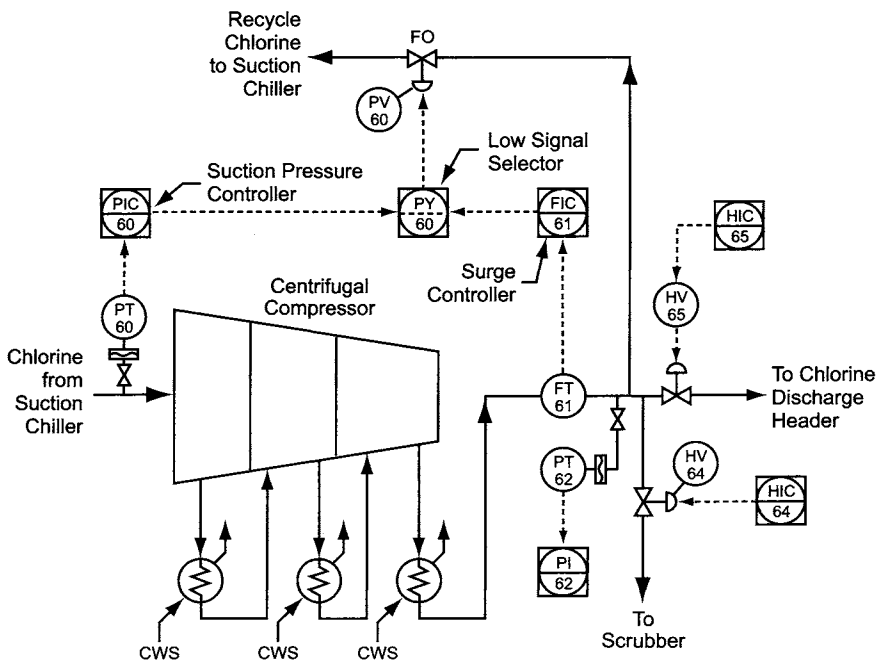 Recycle
Chlorine
to Suction
Chiller
FO
PV
60
Low Signal
Selector
Suction Pressure
Controller
PIC
60
PY
60
FIC
61
HIC
65
Surge
Controller
HV
65
Centrifugal
Compressor
PT
60
Chlorine
from
Suction
Chiller
FT
61
To Chlorine
Discharge
Header
PT
62
HV
64
HIC
64
PI
62
To
Scrubber
CWS
CWS
CWS